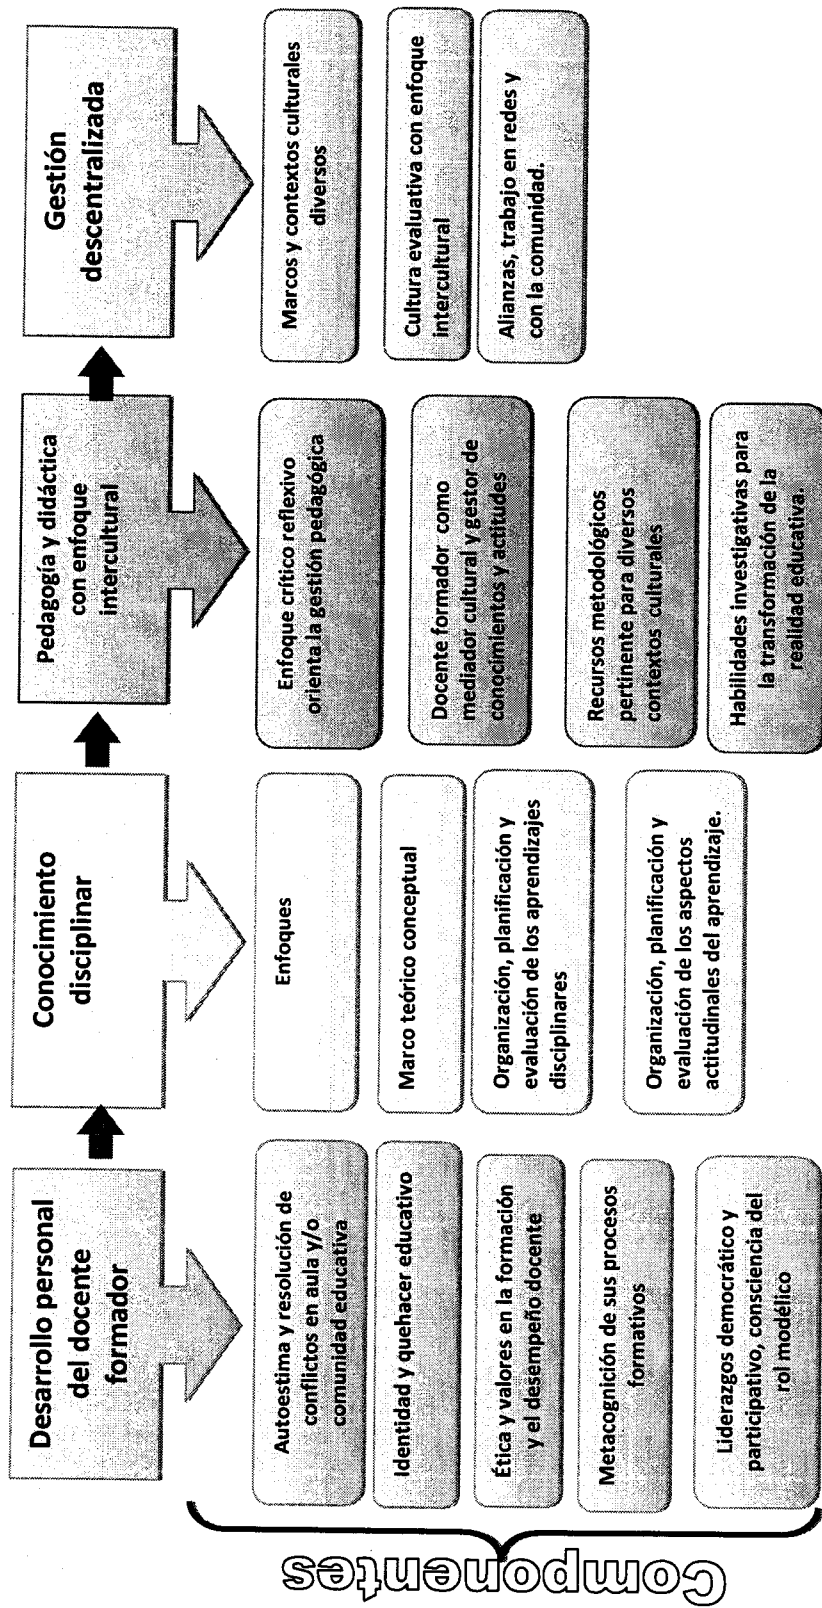 Componentes
Desarrollo personal
del docente
formador
Autoestima y resolución de
conflictos en aula y/o
comunidad educativa
Identidad y quehacer educativo
Ética y valores en la formación
y el desempeño docente
Metacognición de sus procesos
formativos
Liderazgos democrático y
participativo, consciencia del
rol modélico
Conocimiento
disciplinar
Enfoques
Marco teórico conceptual
Organización, planificación y
evaluación de los aprendizajes
disciplinares
Organización, planificación y
evaluación de los aspectos
actitudinales del aprendizaje.
Pedagogía y didáctica
con enfoque
intercultural
Enfoque crítico reflexivo
orienta la gestión pedagógica
Docente formador como
mediador cultural y gestor de
conocimientos y actitudes
Recursos metodológicos
pertinente para diversos
contextos culturales
Habilidades investigativas para
la transformación de la
realidad educativa.
Gestión
descentralizada
Marcos y contextos culturales
diversos
Cultura evaluativa con enfoque
intercultural
Alianzas, trabajo en redes y
con la comunidad.